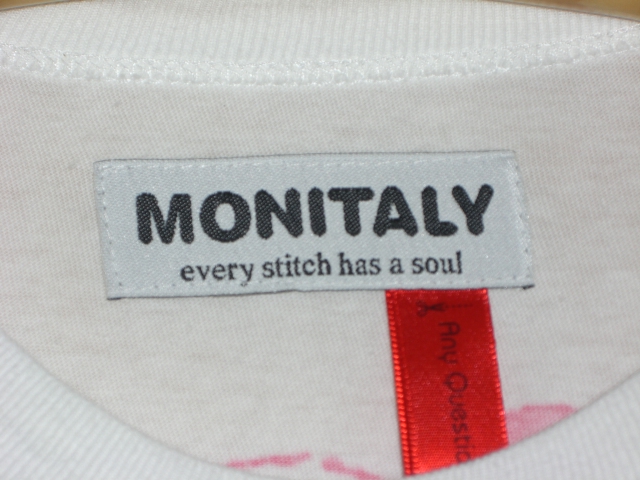 MONITALY
every stitch has a soul
Any Questio